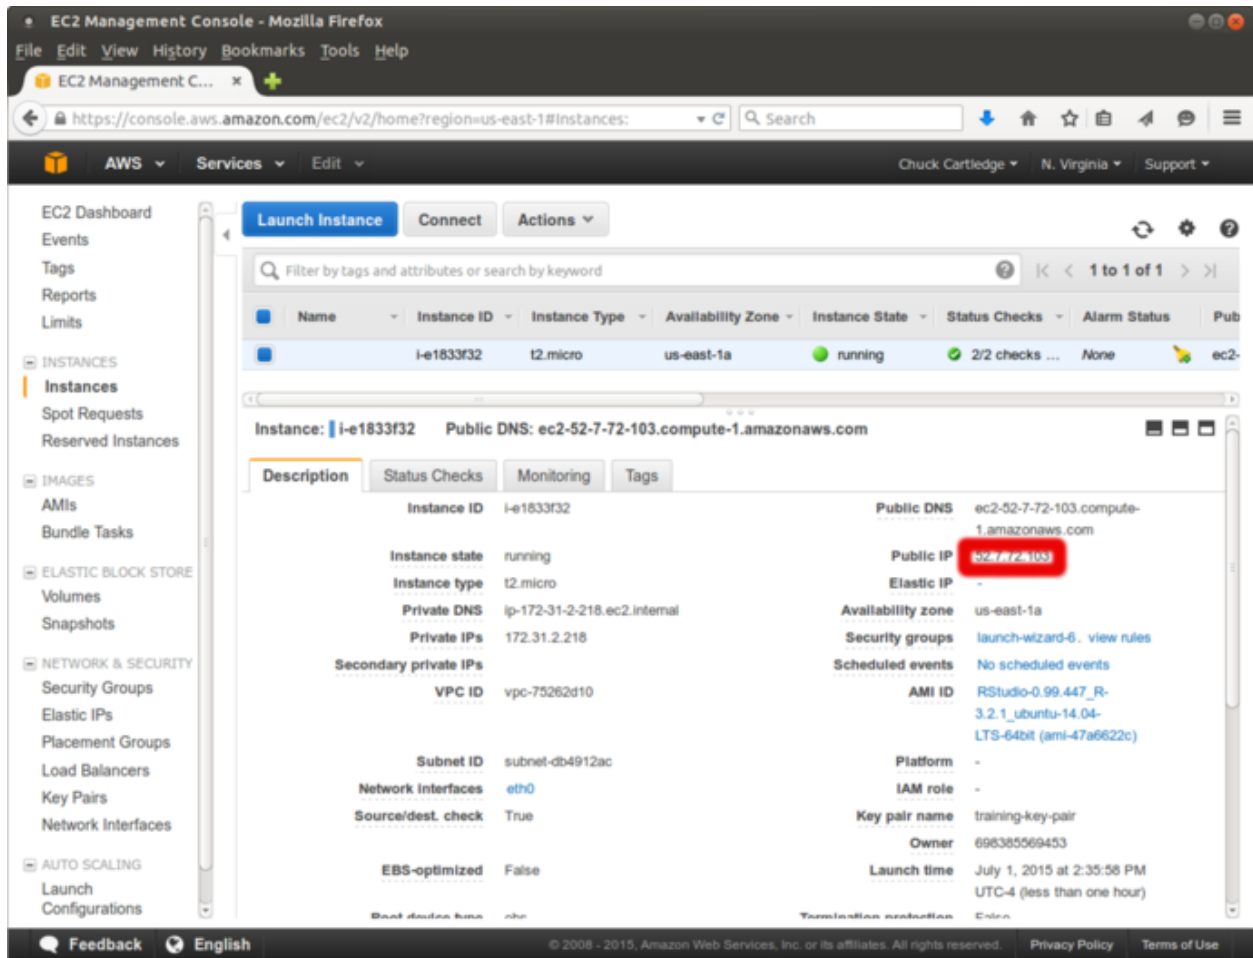 EC2 Management Console - Mozilla Firefox
File Edit View History Bookmarks Tools Help
EC2 Management C... ×
https://console.aws.amazon.com/ec2/v2/home?region=us-east-1#Instances: Search
AWS Services Edit Chuck Cartledge N. Virginia Support
EC2 Dashboard
Events
Tags
Reports
Limits
INSTANCES
Instances
Spot Requests
Reserved Instances
IMAGES
AMIs
Bundle Tasks
ELASTIC BLOCK STORE
Volumes
Snapshots
NETWORK & SECURITY
Security Groups
Elastic IPs
Placement Groups
Load Balancers
Key Pairs
Network Interfaces
AUTO SCALING
Launch
Configurations
Launch Instance Connect Actions
Filter by tags and attributes or search by keyword 1 to 1 of 1
Name Instance ID Instance Type Availability Zone Instance State Status Checks Alarm Status Pub
i-e1833f32 t2.micro us-east-1a running 2/2 checks ... None ec2-
Instance: i-e1833f32 Public DNS: ec2-52-7-72-103.compute-1.amazonaws.com
Description Status Checks Monitoring Tags
Instance ID i-e1833f32 Public DNS ec2-52-7-72-103.compute-
1.amazonaws.com
Instance state running Public IP 52.7.72.103
Instance type t2.micro Elastic IP -
Private DNS ip-172-31-2-218.ec2.internal Availability zone us-east-1a
Private IPs 172.31.2.218 Security groups launch-wizard-6. view rules
Secondary private IPs Scheduled events No scheduled events
VPC ID vpc-75262d10 AMI ID RStudio-0.99.447_R-
3.2.1_ubuntu-14.04-
LTS-64bit (ami-47a6622c)
Subnet ID subnet-db4912ac Platform -
Network interfaces eth0 IAM role -
Source/dest. check True Key pair name training-key-pair
Owner 698385569453
EBS-optimized False Launch time July 1, 2015 at 2:35:58 PM
UTC-4 (less than one hour)
Root device type ebs Termination protection False
Feedback English © 2008 - 2015, Amazon Web Services, Inc. or its affiliates. All rights reserved. Privacy Policy Terms of Use